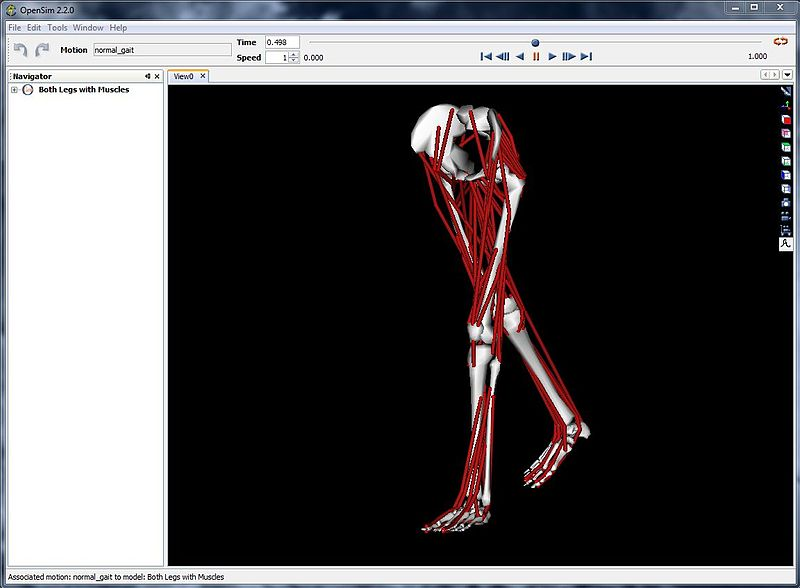 OpenSim 2.2.0
File Edit Tools Window Help
Motion normal_gait
Time 0.498
Speed 1 0.000 1.000
Navigator
View0
Both Legs with Muscles
Associated motion: normal_gait to model: Both Legs with Muscles